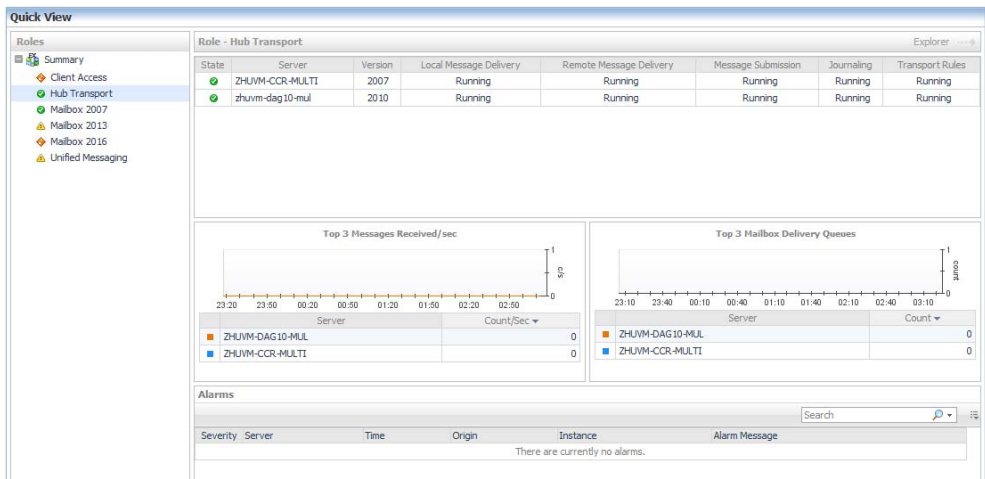 Quick View
Roles
Summary
Client Access
Hub Transport
Mailbox 2007
Mailbox 2013
Mailbox 2016
Unified Messaging
Role - Hub Transport Explorer
State Server Version Local Message Delivery Remote Message Delivery Message Submission Journaling Transport Rules
ZHUVM-CCR-MULTI 2007 Running Running Running Running Running
zhuvm-dag10-mul 2010 Running Running Running Running Running
Top 3 Messages Received/sec
1
c/s
0
23:20 23:50 00:20 00:50 01:20 01:50 02:20 02:50
Server Count/Sec
ZHUVM-DAG10-MUL 0
ZHUVM-CCR-MULTI 0
Top 3 Mailbox Delivery Queues
1
count
0
23:10 23:40 00:10 00:40 01:10 01:40 02:10 02:40 03:10
Server Count
ZHUVM-DAG10-MUL 0
ZHUVM-CCR-MULTI 0
Alarms
Search
Severity Server Time Origin Instance Alarm Message
There are currently no alarms.